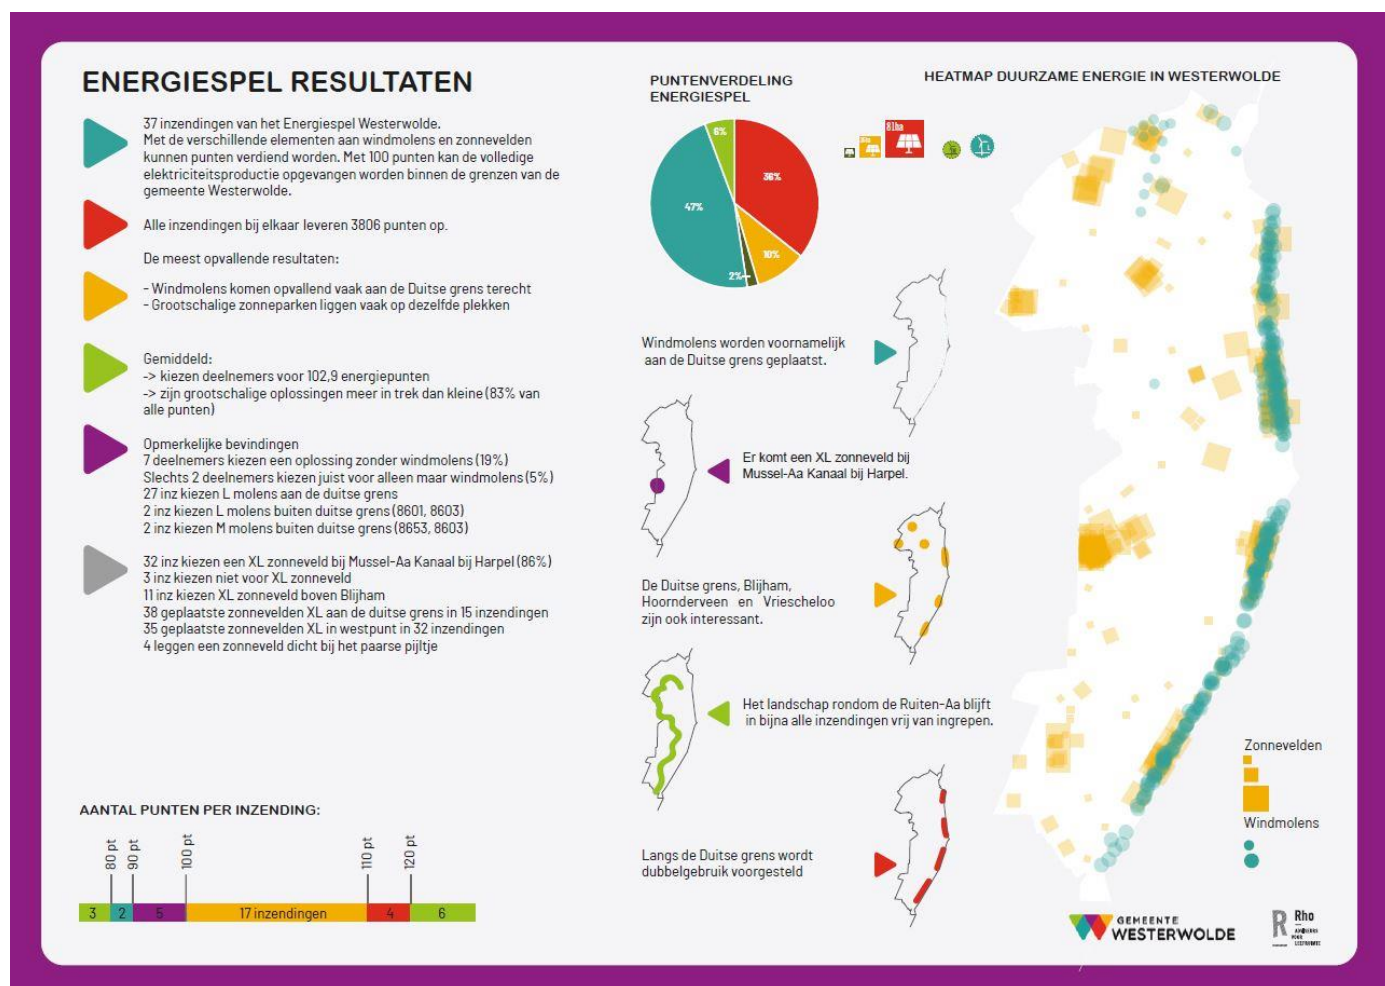 ENERGIESPEL RESULTATEN
37 inzendingen van het Energiespel Westerwolde.
Met de verschillende elementen aan windmolens en zonnevelden
kunnen punten verdiend worden. Met 100 punten kan de volledige
elektriciteitsproductie opgevangen worden binnen de grenzen van de
gemeente Westerwolde.
Alle inzendingen bij elkaar leveren 3806 punten op.
De meest opvallende resultaten:
- Windmolens komen opvallend vaak aan de Duitse grens terecht
- Grootschalige zonneparken liggen vaak op dezelfde plekken
Gemiddeld:
-> kiezen deelnemers voor 102,9 energiepunten
-> zijn grootschalige oplossingen meer in trek dan kleine (83% van
alle punten)
Opmerkelijke bevindingen
7 deelnemers kiezen een oplossing zonder windmolens (19%)
Slechts 2 deelnemers kiezen juist voor alleen maar windmolens (5%)
27 inz kiezen L molens aan de duitse grens
2 inz kiezen L molens buiten duitse grens (8601, 8603)
2 inz kiezen M molens buiten duitse grens (8653, 8603)
32 inz kiezen een XL zonneveld bij Mussel-Aa Kanaal bij Harpel (86%)
3 inz kiezen niet voor XL zonneveld
11 inz kiezen XL zonneveld boven Blijham
38 geplaatste zonnevelden XL aan de duitse grens in 15 inzendingen
35 geplaatste zonnevelden XL in westpunt in 32 inzendingen
4 leggen een zonneveld dicht bij het paarse pijltje
AANTAL PUNTEN PER INZENDING:
80 pt
90 pt
100 pt
110 pt
120 pt
3 2 5 17 inzendingen 4 6
PUNTENVERDELING
ENERGIESPEL
6%
36%
47%
10%
2%
81ha
Windmolens worden voornamelijk
aan de Duitse grens geplaatst.
Er komt een XL zonneveld bij
Mussel-Aa Kanaal bij Harpel.
De Duitse grens, Blijham,
Hoornderveen en Vriescheloo
zijn ook interessant.
Het landschap rondom de Ruiten-Aa blijft
in bijna alle inzendingen vrij van ingrepen.
Langs de Duitse grens wordt
dubbelgebruik voorgesteld
HEATMAP DUURZAME ENERGIE IN WESTERWOLDE
Zonnevelden
Windmolens
GEMEENTE
WESTERWOLDE
R Rho